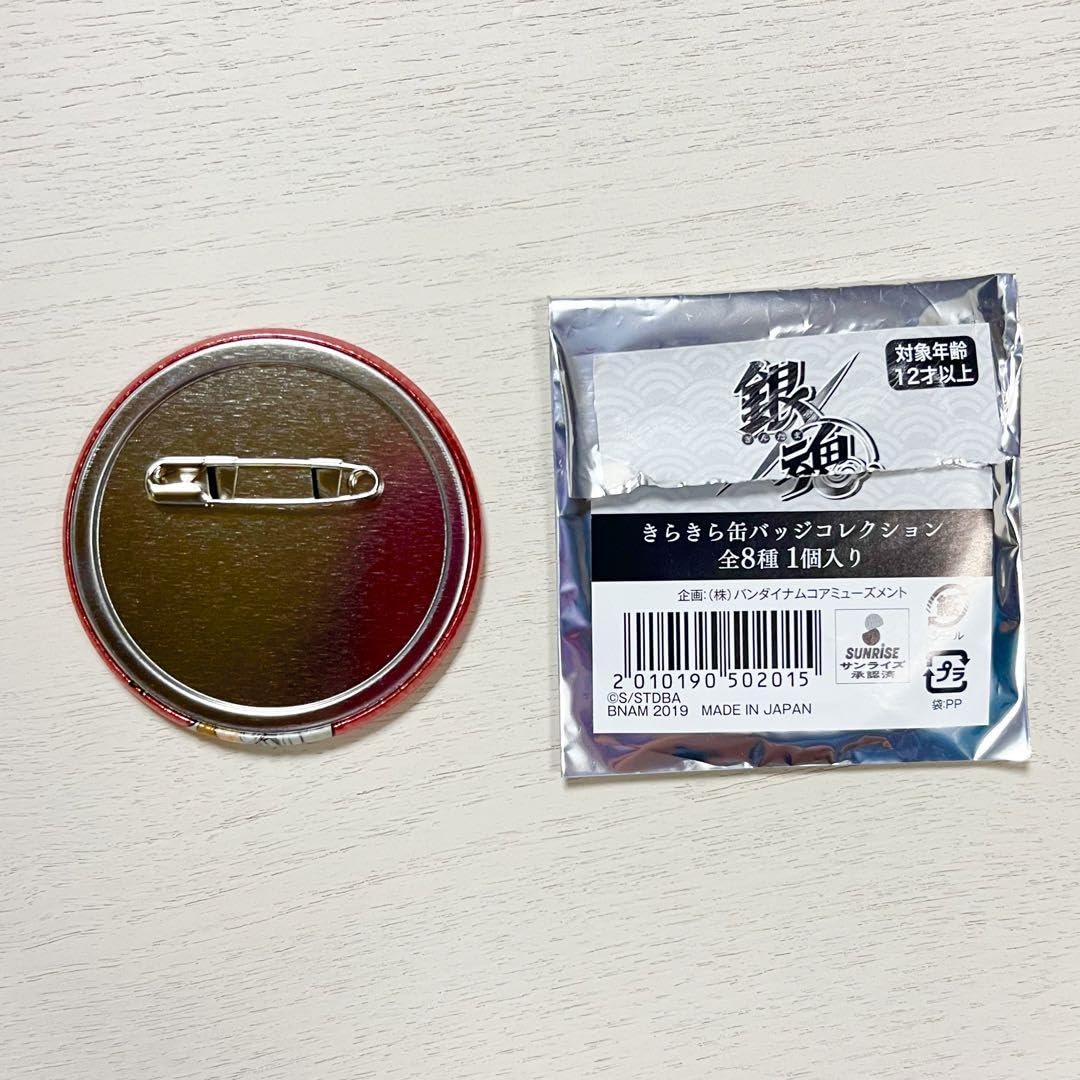 対象年齢
12才以上
銀
ぎんたま
魂
きらきら缶バッジコレクション
全8種 1個入り
企画:(株)バンダイナムコアミューズメント
2 010190 502015
SUNRISE
サンライズ
承認済
プラ
袋:PP
©S/STDBA
BNAM 2019 MADE IN JAPAN